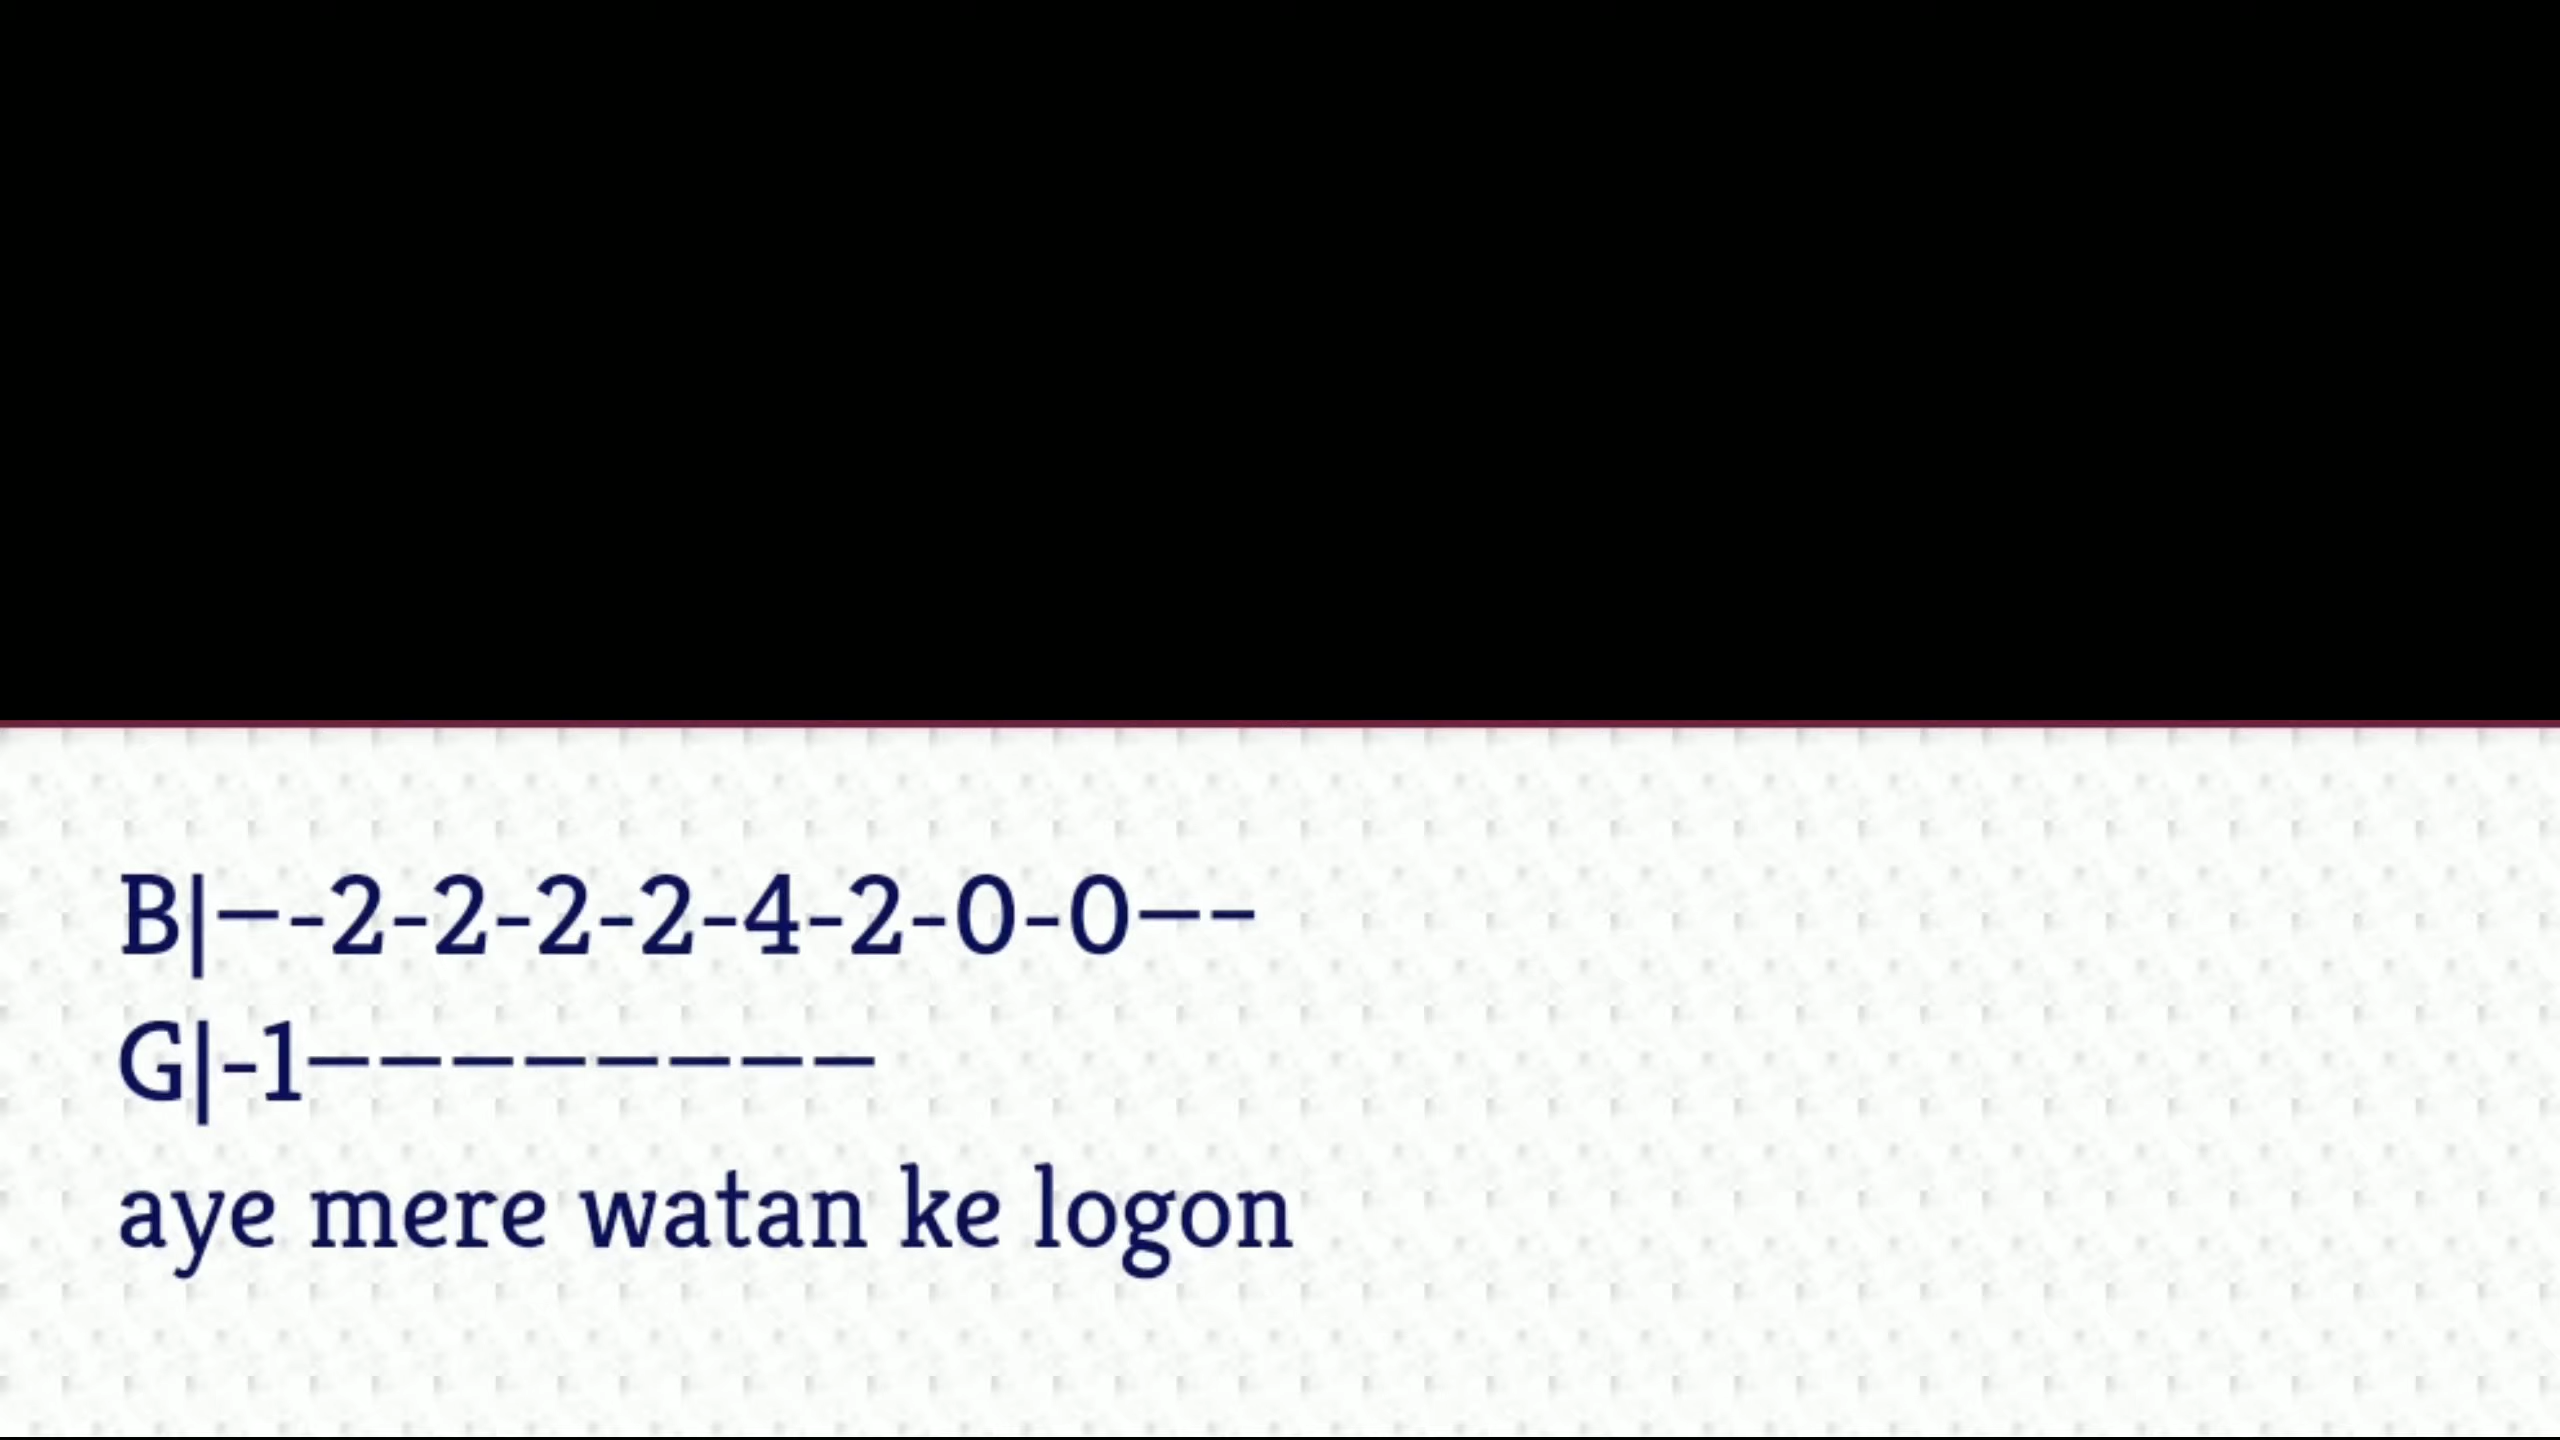 B|—-2-2-2-2-4-2-0-0—–
G|-1————————
aye mere watan ke logon